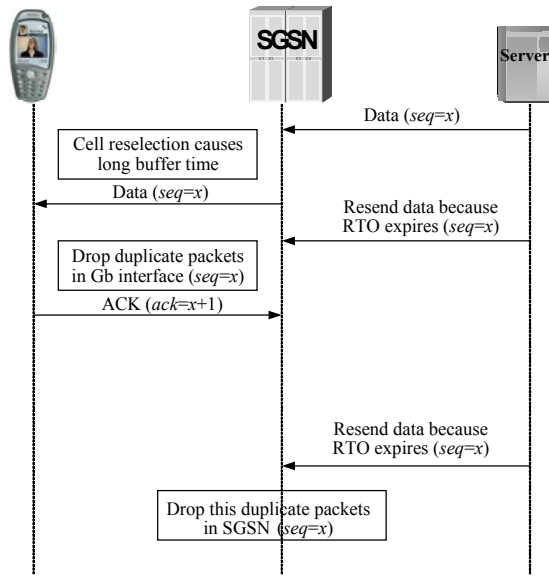 SGSN
Server
Data (seq=x)
Cell reselection causes
long buffer time
Data (seq=x)
Resend data because
RTO expires (seq=x)
Drop duplicate packets
in Gb interface (seq=x)
ACK (ack=x+1)
Resend data because
RTO expires (seq=x)
Drop this duplicate packets
in SGSN (seq=x)